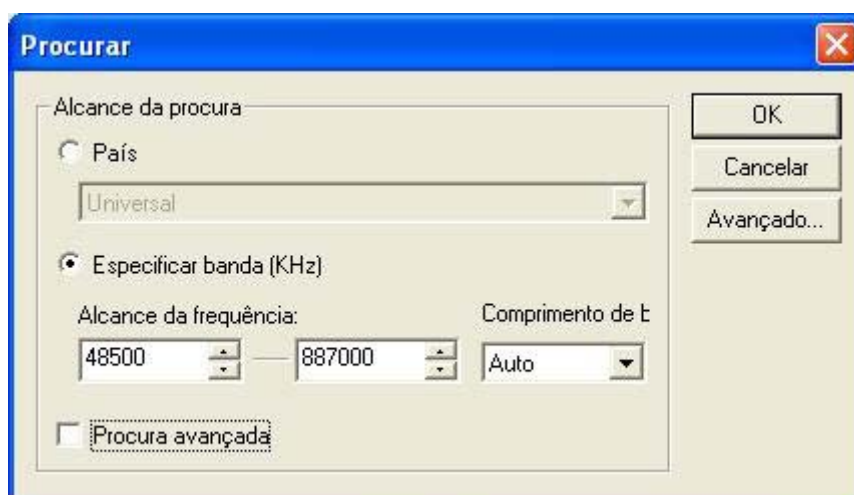 Procurar
Alcance da procura
País
Universal
Especificar banda (KHz)
Alcance da frequência:
Comprimento de b
48500
887000
Auto
Procura avançada
OK
Cancelar
Avançado...